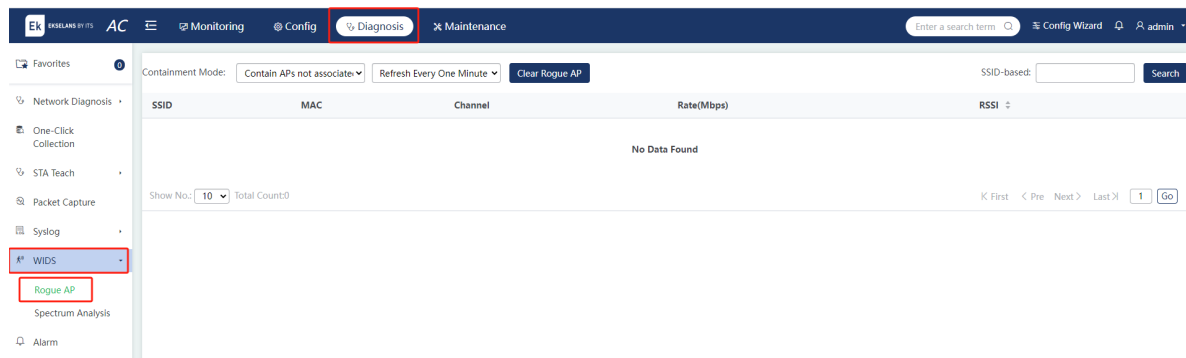 Ek EKSELANS BY ITS AC Monitoring Config Diagnosis Maintenance Enter a search term Config Wizard admin
Favorites 0
Network Diagnosis
One-Click
Collection
STA Teach
Packet Capture
Syslog
WIDS
Rogue AP
Spectrum Analysis
Alarm
Containment Mode: Contain APs not associate Refresh Every One Minute Clear Rogue AP SSID-based: Search
SSID MAC Channel Rate(Mbps) RSSI
No Data Found
Show No.: 10 Total Count:0 First Pre Next Last 1 Go